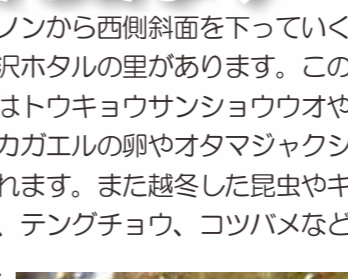 ノンから西側斜面を下っていく
沢ホタルの里があります。この
はトウキョウサンショウウオや
カガエルの卵やオタマジャクシ
れます。また越冬した昆虫やキ
、テングチョウ、コツバメなど